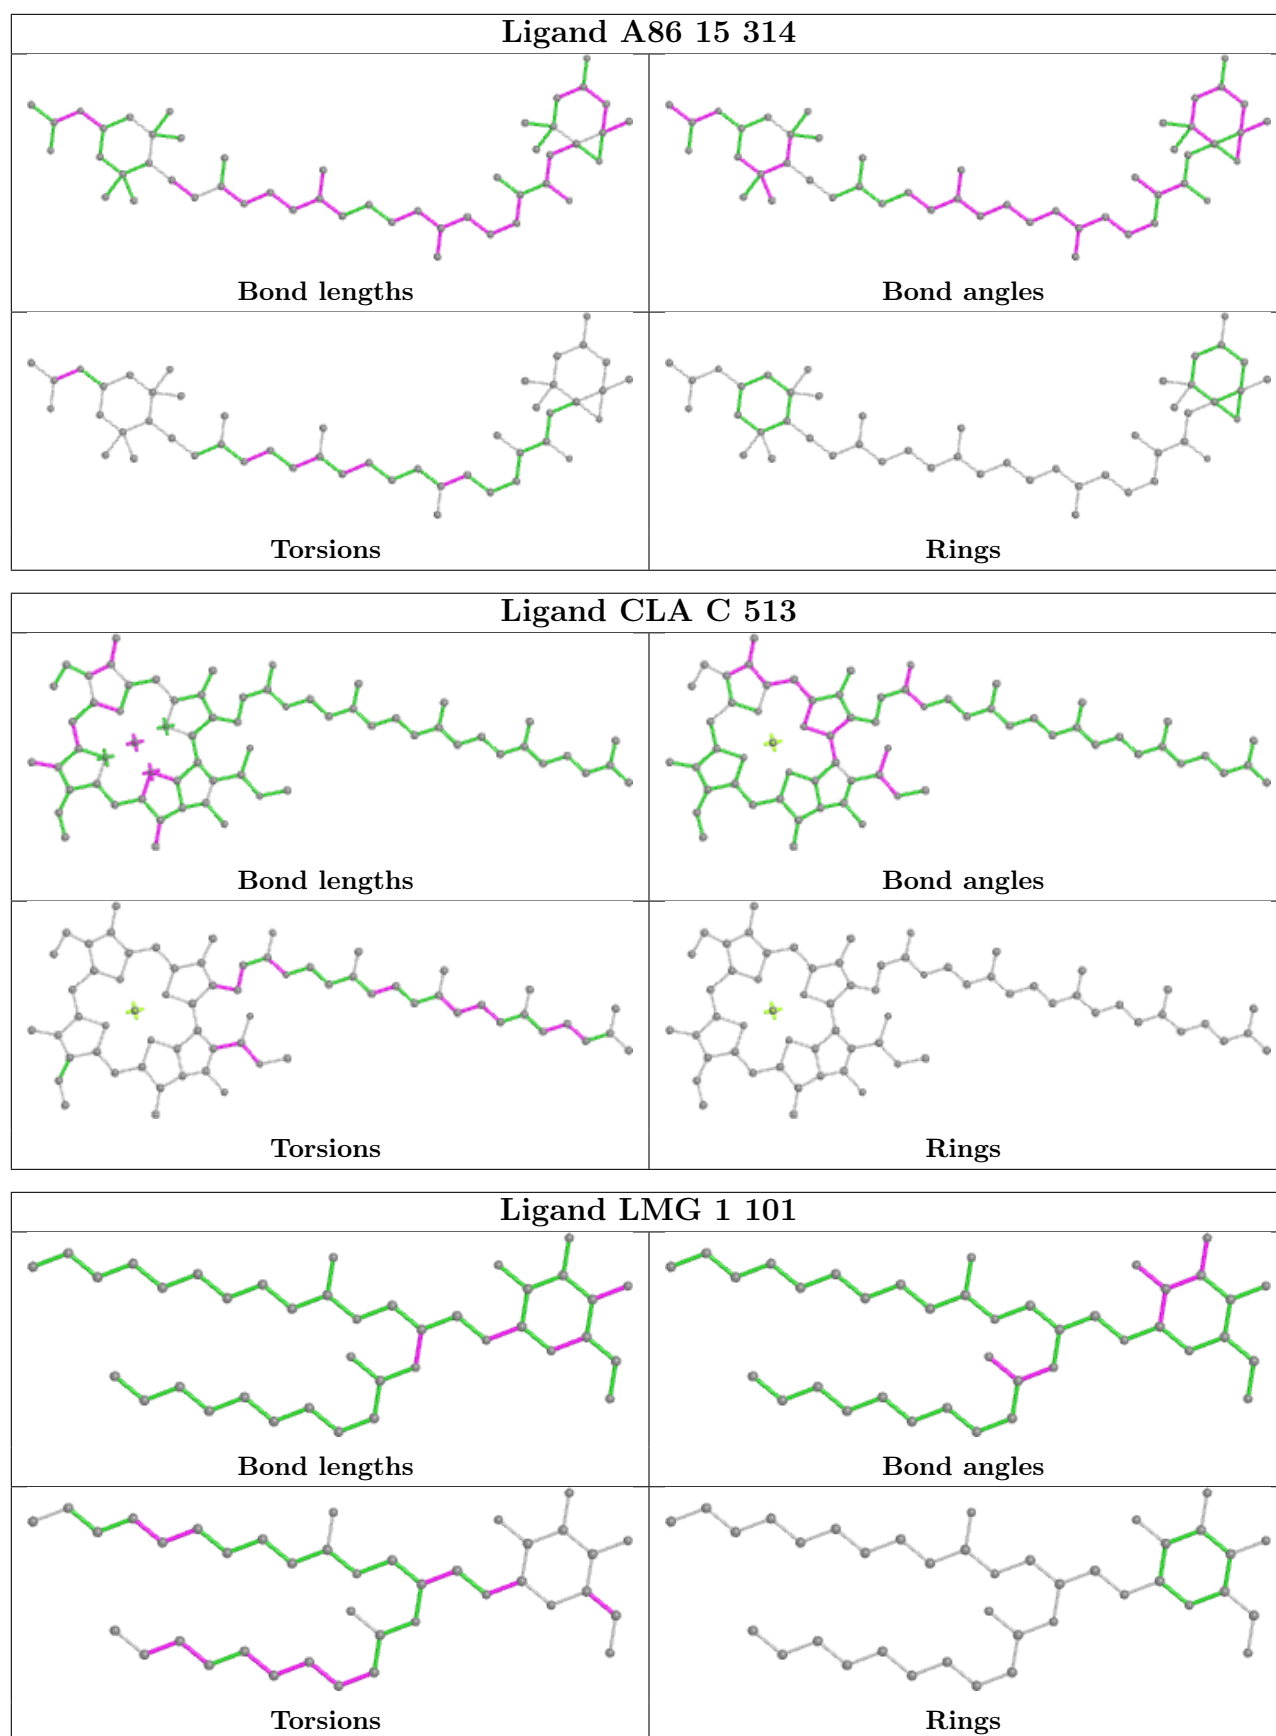 Ligand A86 15 314
Bond lengths
Bond angles
Torsions
Rings
Ligand CLA C 513
Bond lengths
Bond angles
Torsions
Rings
Ligand LMG 1 101
Bond lengths
Bond angles
Torsions
Rings